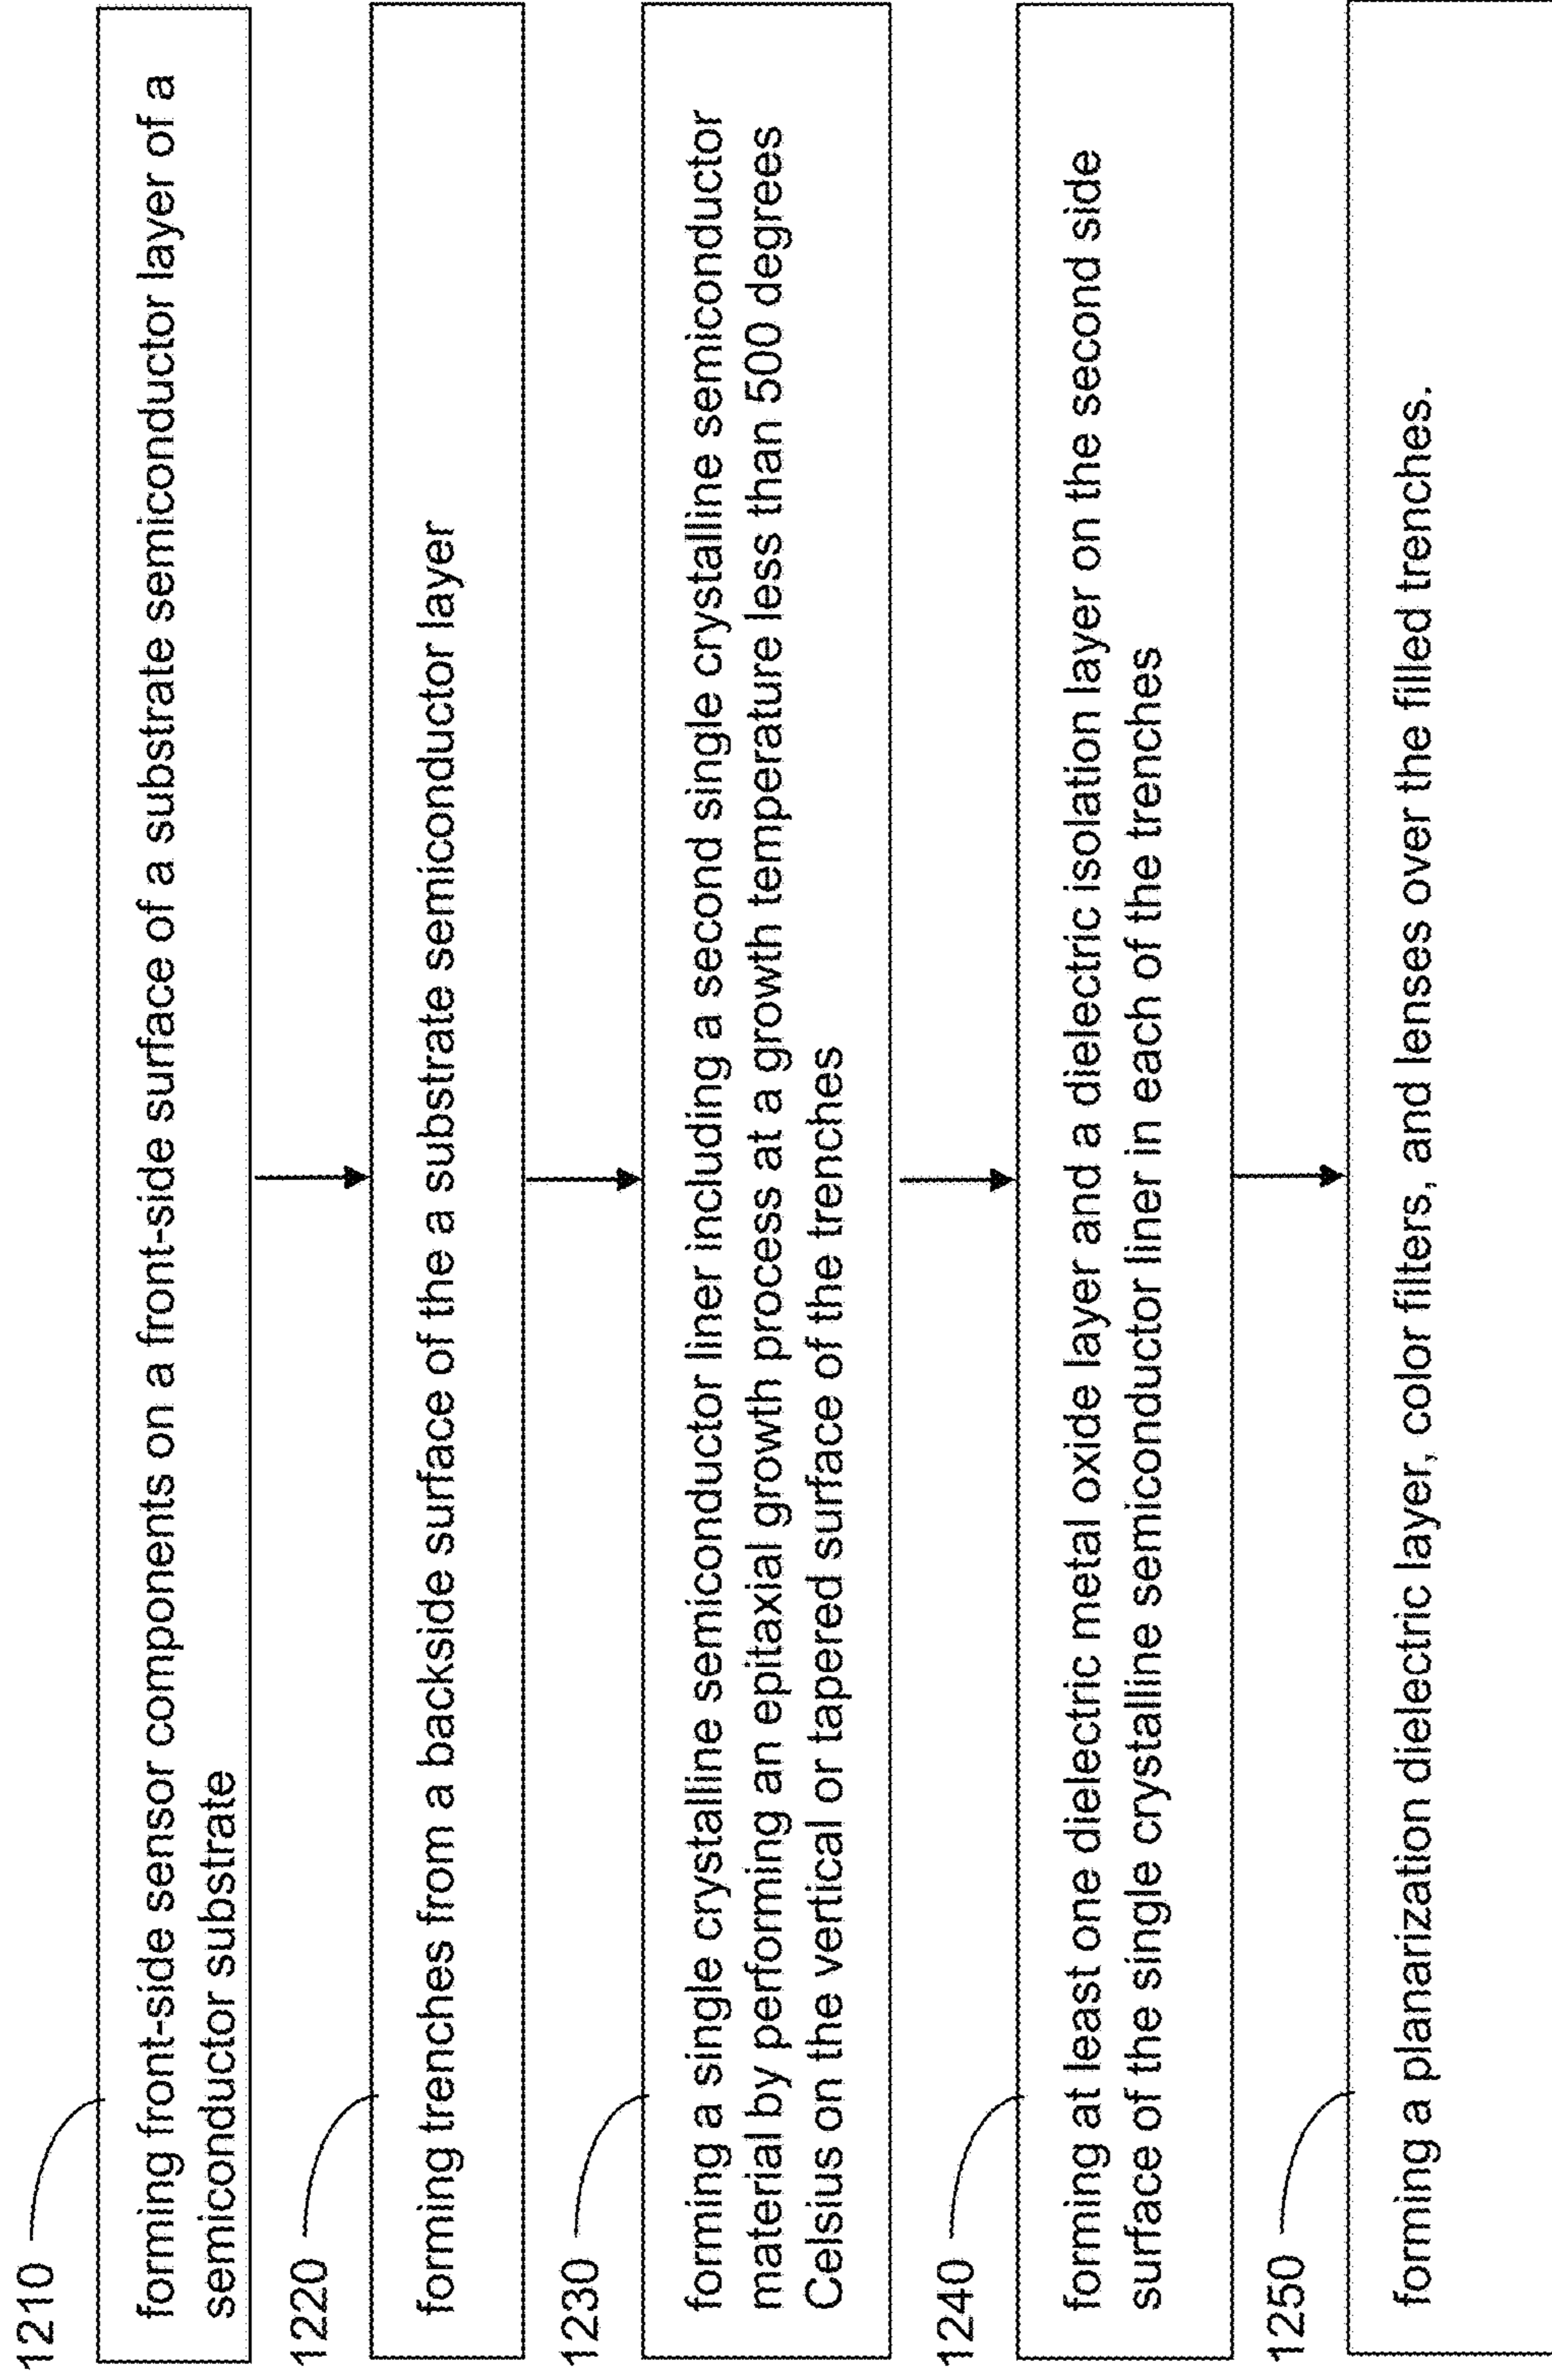 1210
forming front-side sensor components on a front-side surface of a substrate semiconductor layer of a
semiconductor substrate
1220
forming trenches from a backside surface of the a substrate semiconductor layer
1230
forming a single crystalline semiconductor liner including a second single crystalline semiconductor
material by performing an epitaxial growth process at a growth temperature less than 500 degrees
Celsius on the vertical or tapered surface of the trenches
1240
forming at least one dielectric metal oxide layer and a dielectric isolation layer on the second side
surface of the single crystalline semiconductor liner in each of the trenches
1250
forming a planarization dielectric layer, color filters, and lenses over the filled trenches.